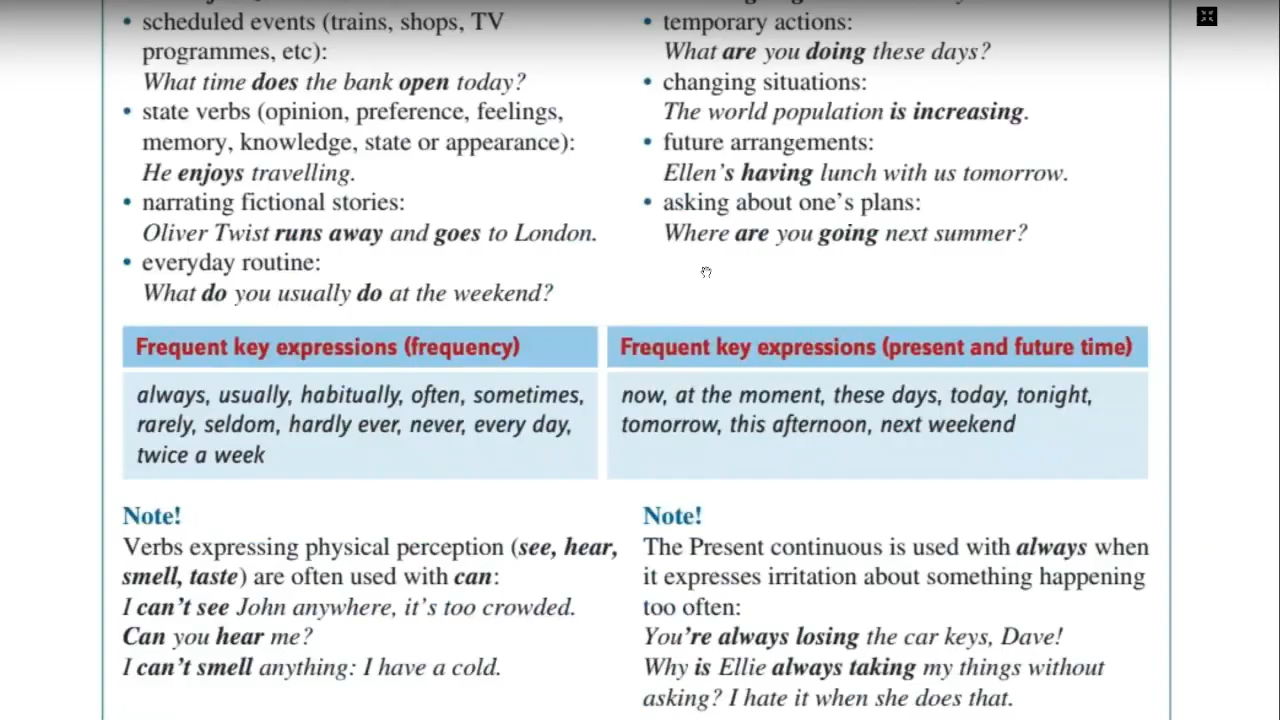 • scheduled events (trains, shops, TV
programmes, etc):
What time does the bank open today?
• state verbs (opinion, preference, feelings,
memory, knowledge, state or appearance):
He enjoys travelling.
• narrating fictional stories:
Oliver Twist runs away and goes to London.
• everyday routine:
What do you usually do at the weekend?
• temporary actions:
What are you doing these days?
• changing situations:
The world population is increasing.
• future arrangements:
Ellen's having lunch with us tomorrow.
• asking about one's plans:
Where are you going next summer?
Frequent key expressions (frequency)
always, usually, habitually, often, sometimes,
rarely, seldom, hardly ever, never, every day,
twice a week
Frequent key expressions (present and future time)
now, at the moment, these days, today, tonight,
tomorrow, this afternoon, next weekend
Note!
Verbs expressing physical perception (see, hear,
smell, taste) are often used with can:
I can't see John anywhere, it's too crowded.
Can you hear me?
I can't smell anything: I have a cold.
Note!
The Present continuous is used with always when
it expresses irritation about something happening
too often:
You're always losing the car keys, Dave!
Why is Ellie always taking my things without
asking? I hate it when she does that.